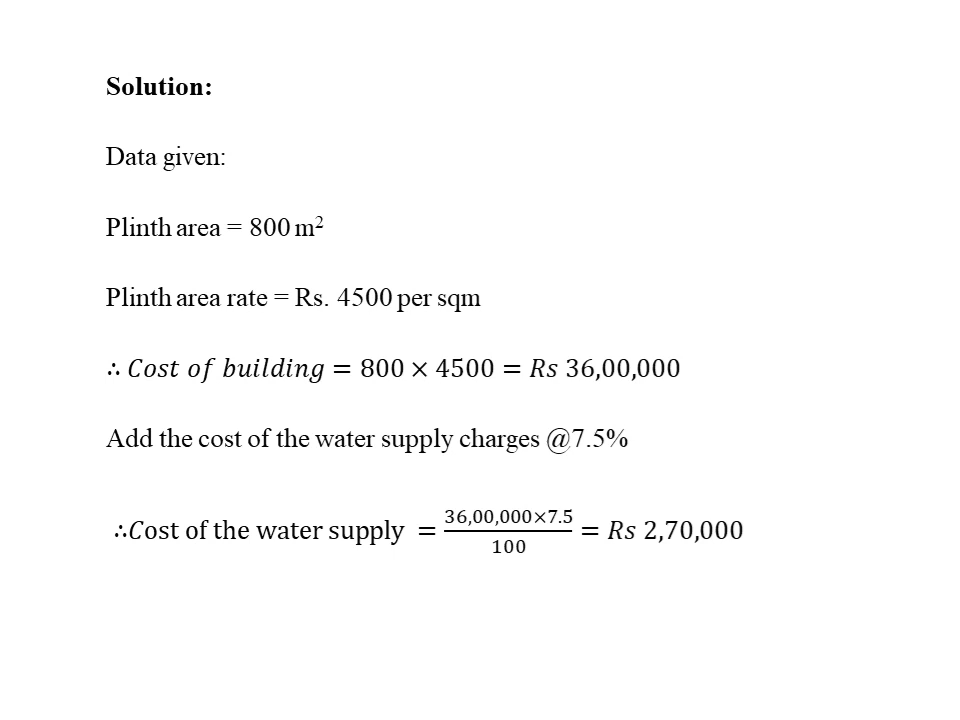 Solution:
Data given:
Plinth area = 800 m²
Plinth area rate = Rs. 4500 per sqm
∴ Cost of building = 800 × 4500 = Rs 36,00,000
Add the cost of the water supply charges @7.5%
∴Cost of the water supply = 36,00,000×7.5/100 = Rs 2,70,000